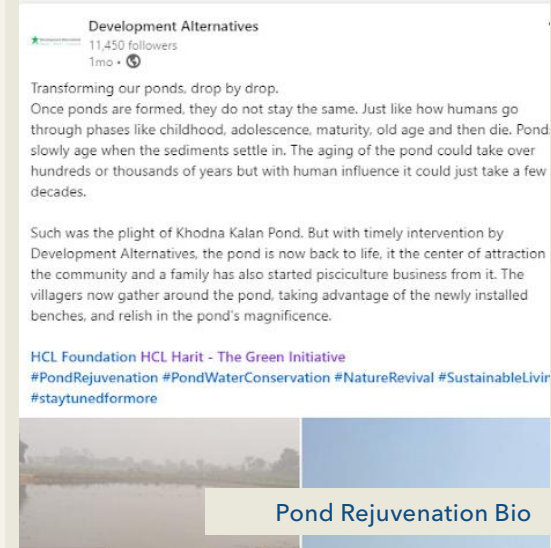 Development Alternatives
11,450 followers
1mo •
Transforming our ponds, drop by drop.
Once ponds are formed, they do not stay the same. Just like how humans go
through phases like childhood, adolescence, maturity, old age and then die. Pond
slowly age when the sediments settle in. The aging of the pond could take over
hundreds or thousands of years but with human influence it could just take a few
decades.
Such was the plight of Khodna Kalan Pond. But with timely intervention by
Development Alternatives, the pond is now back to life, it the center of attraction
the community and a family has also started pisciculture business from it. The
villagers now gather around the pond, taking advantage of the newly installed
benches, and relish in the pond's magnificence.
HCL Foundation HCL Harit - The Green Initiative
#PondRejuvenation #PondWaterConservation #NatureRevival #SustainableLivin
#staytunedformore
Pond Rejuvenation Bio